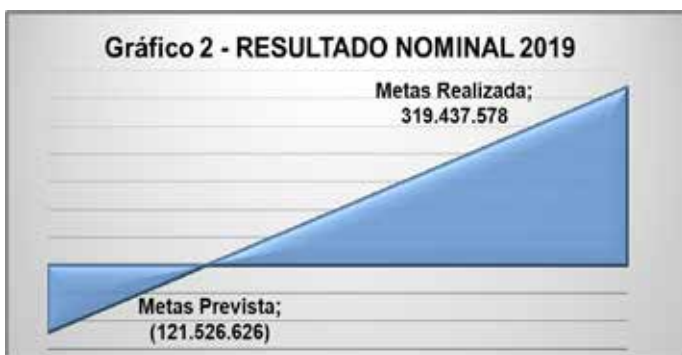 Gráfico 2 - RESULTADO NOMINAL 2019
Metas Realizada;
319.437.578
Metas Prevista;
(121.526.626)